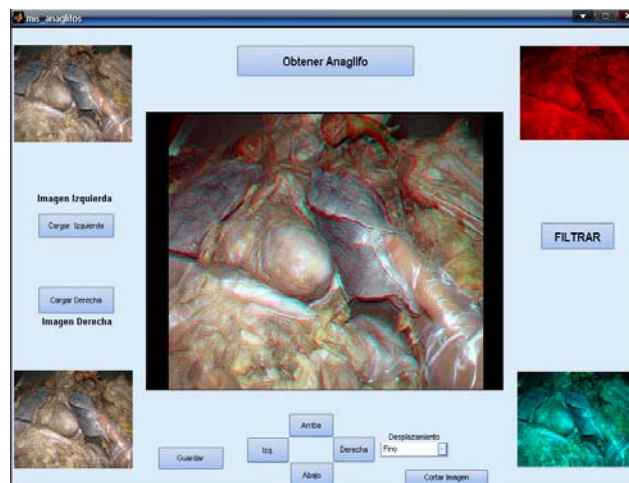 mis_anaglifos
Obtener Anaglifo
Imagen Izquierda
Cargar Izquierda
FILTRAR
Cargar Derecha
Imagen Derecha
Arriba
Desplazamiento
Izq.
Derecha
Fino
Guardar
Abajo
Cortar Imagen